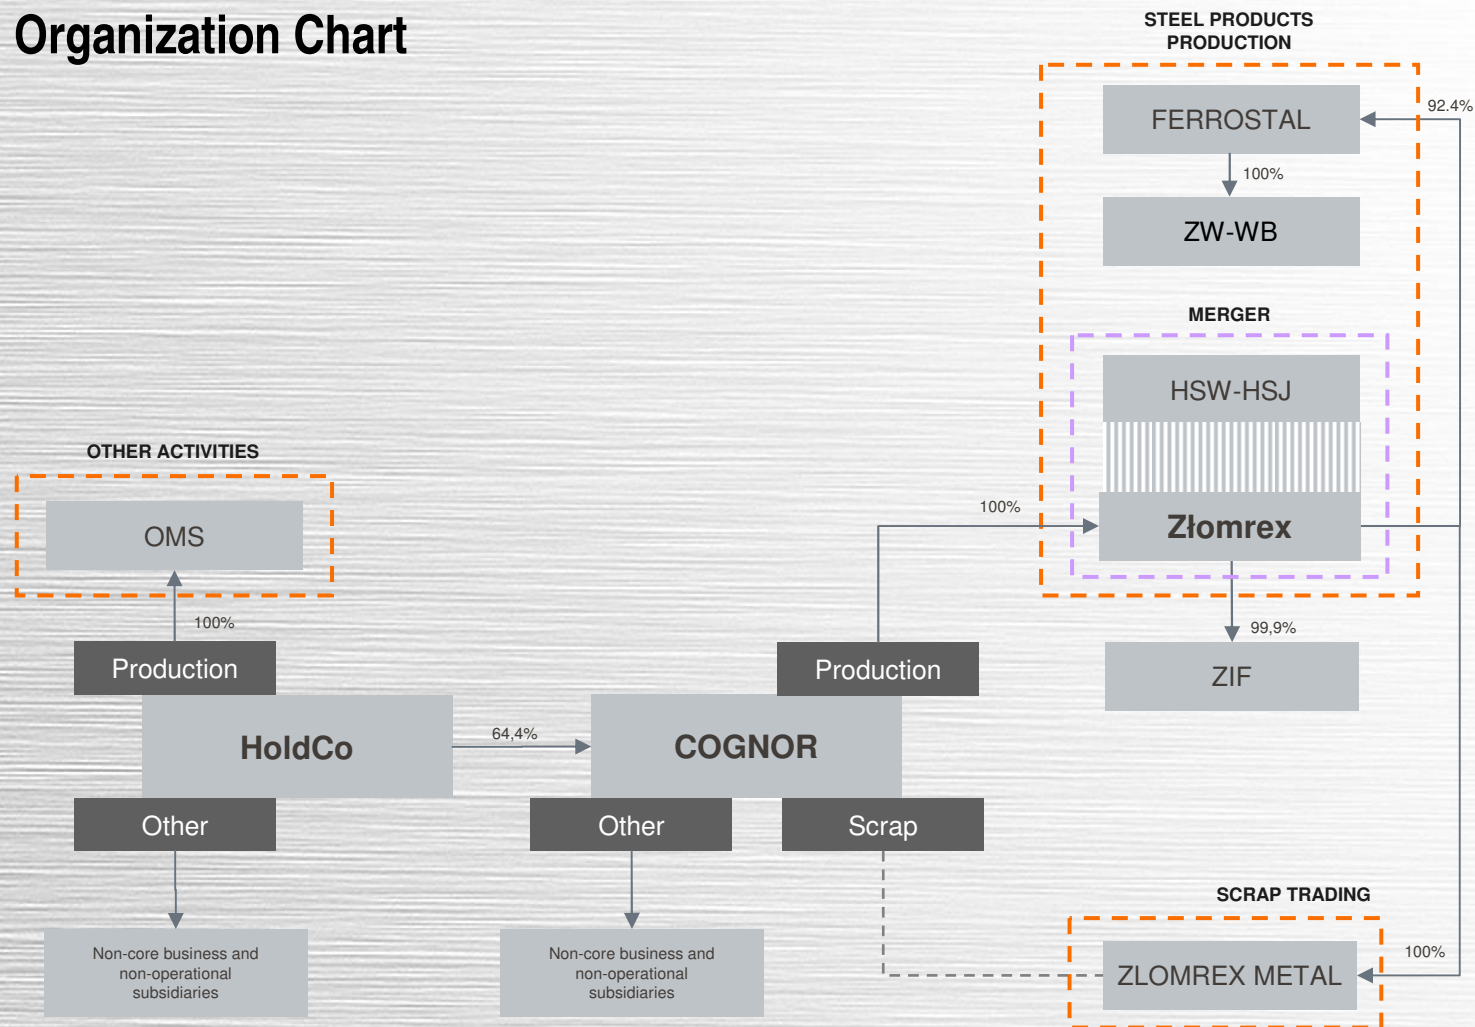 Organization Chart
STEEL PRODUCTS
PRODUCTION
92.4%
FERROSTAL
100%
ZW-WB
MERGER
HSW-HSJ
OTHER ACTIVITIES
OMS
100%
Złomrex
100%
Production
Production
99,9%
ZIF
HoldCo
64,4%
COGNOR
Other
Other
Scrap
SCRAP TRADING
Non-core business and
non-operational
subsidiaries
Non-core business and
non-operational
subsidiaries
ZLOMREX METAL
100%